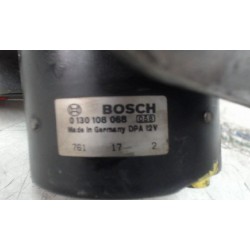 BOSCH
0 130 108 068
Made in Germany DPA 12V
761 17 2